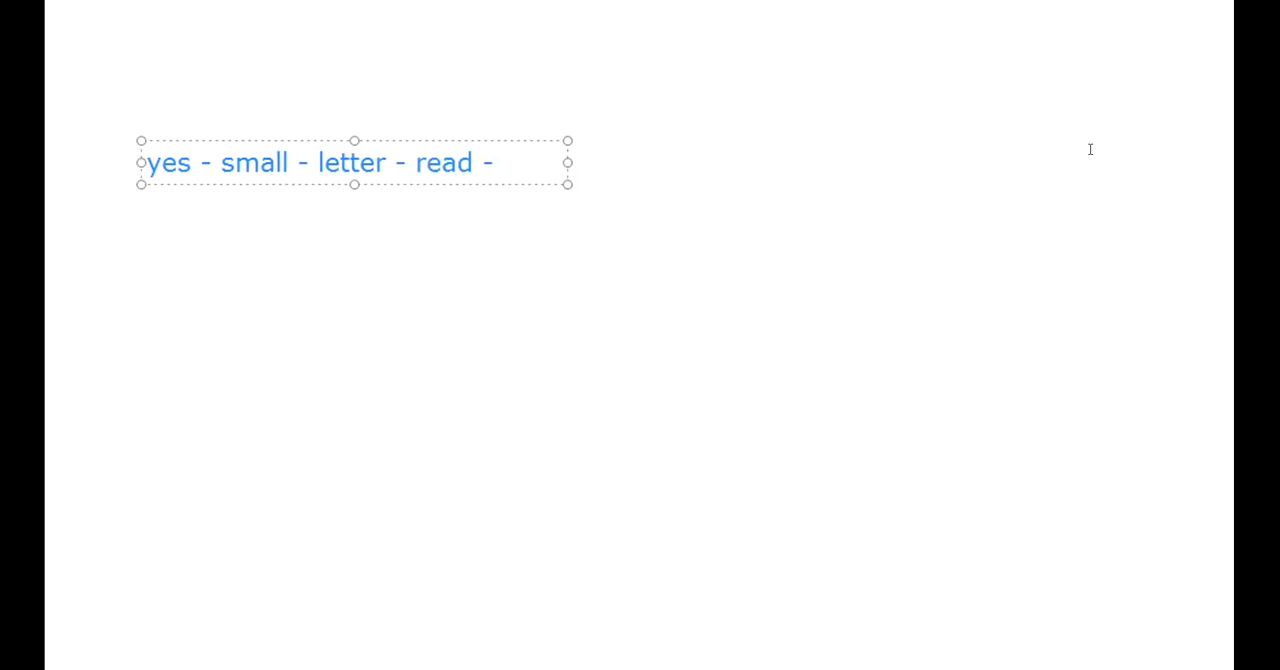 yes - small - letter - read -